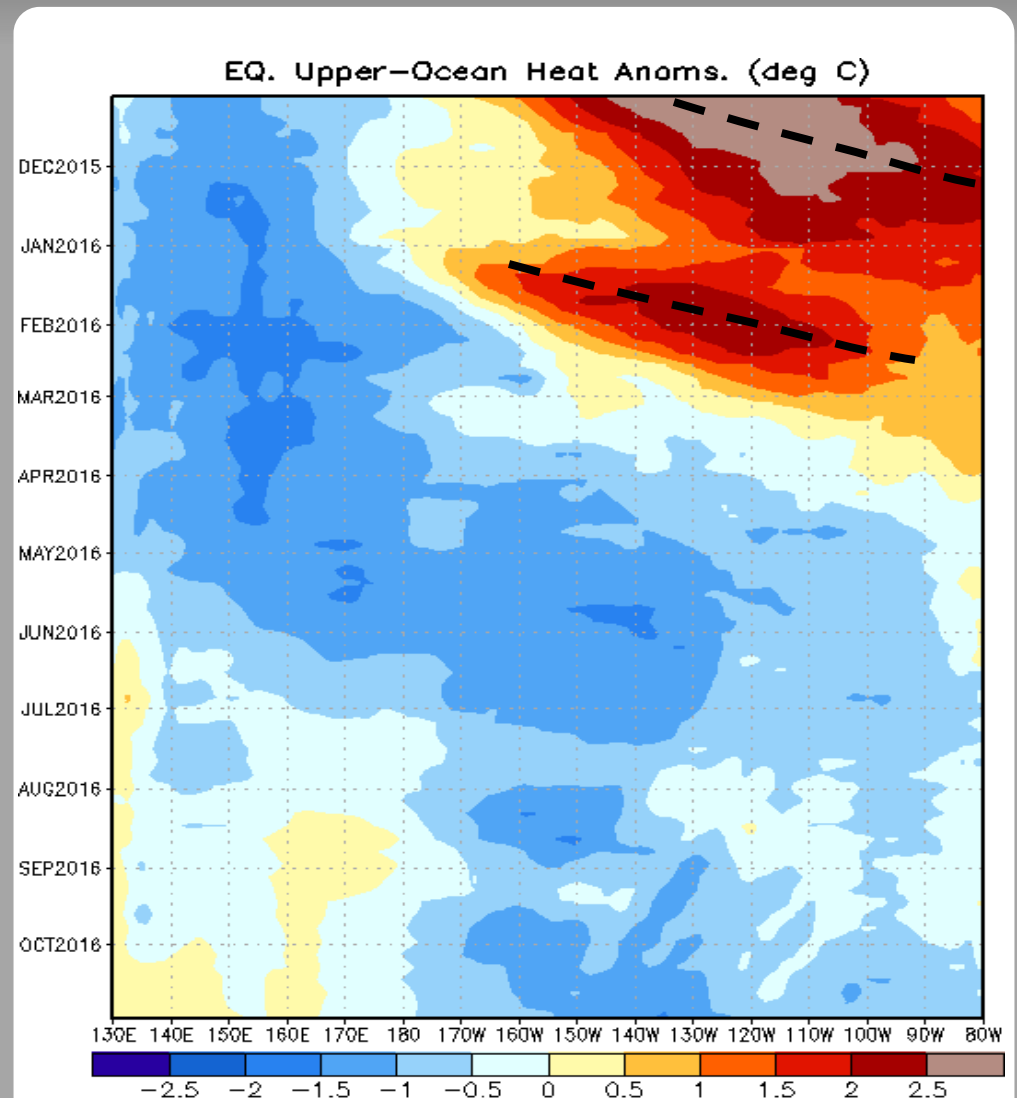 EQ. Upper-Ocean Heat Anoms. (deg C)
DEC2015
JAN2016
FEB2016
MAR2016
APR2016
MAY2016
JUN2016
JUL2016
AUG2016
SEP2016
OCT2016
130E 140E 150E 160E 170E 180 170W 160W 150W 140W 130W 120W 110W 100W 90W 80W
-2.5 -2 -1.5 -1 -0.5 0 0.5 1 1.5 2 2.5